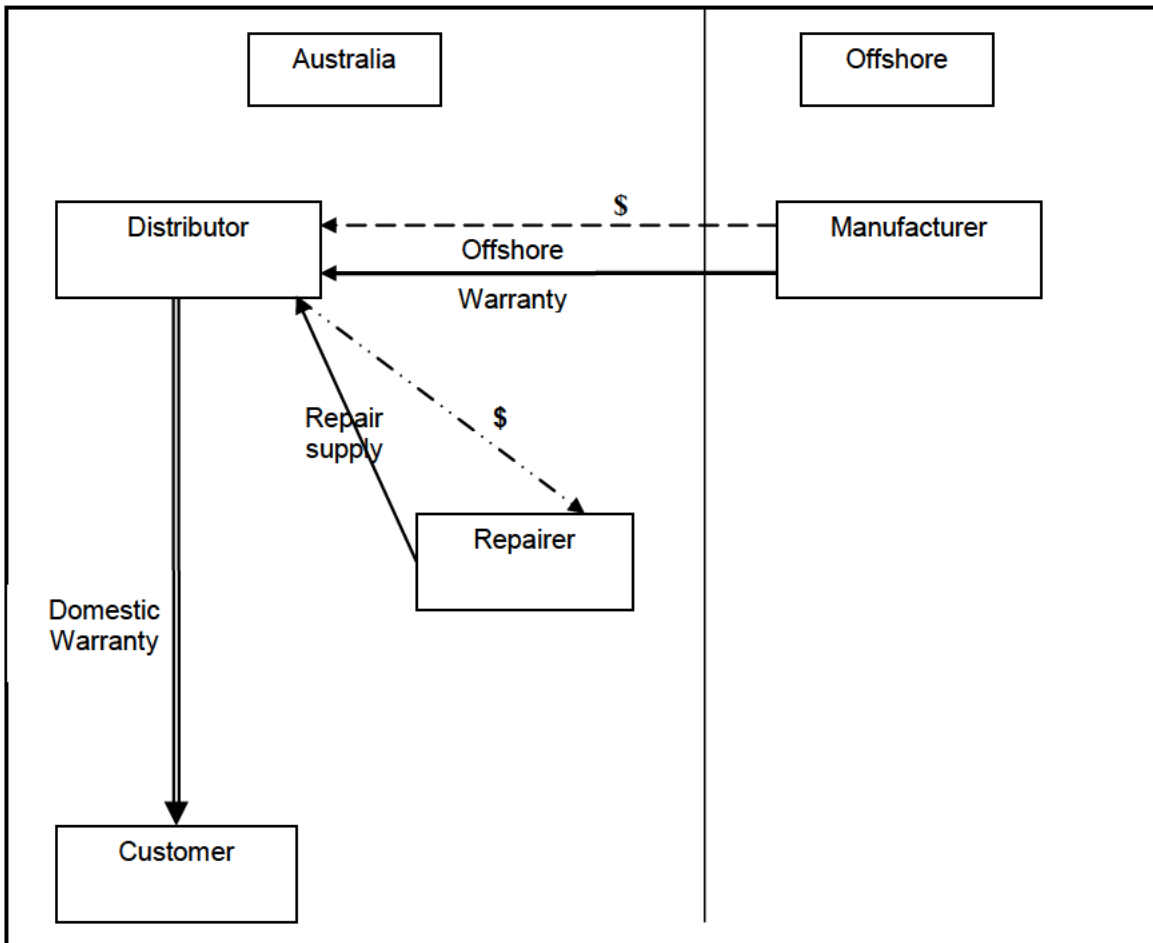 Australia
Offshore
$
Distributor
Manufacturer
Offshore
Warranty
Repair
supply
$
Repairer
Domestic
Warranty
Customer